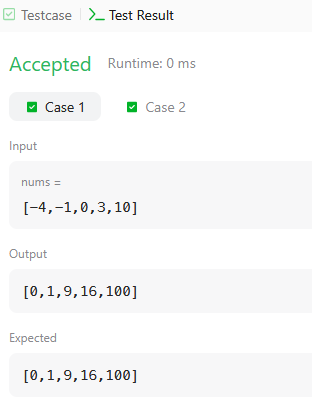 Testcase | Test Result
Accepted Runtime: 0 ms
Case 1 Case 2
Input
nums =
[-4,-1,0,3,10]
Output
[0,1,9,16,100]
Expected
[0,1,9,16,100]